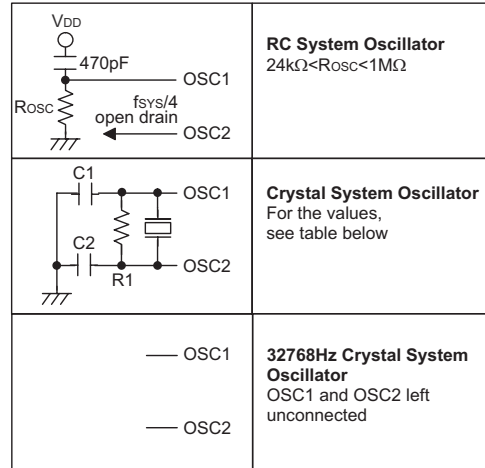 VDD
470pF
OSC1
ROSC
fSYS/4
open drain
OSC2
RC System Oscillator
24kΩ<ROSC<1MΩ
C1
OSC1
C2
OSC2
R1
Crystal System Oscillator
For the values,
see table below
OSC1
OSC2
32768Hz Crystal System
Oscillator
OSC1 and OSC2 left
unconnected